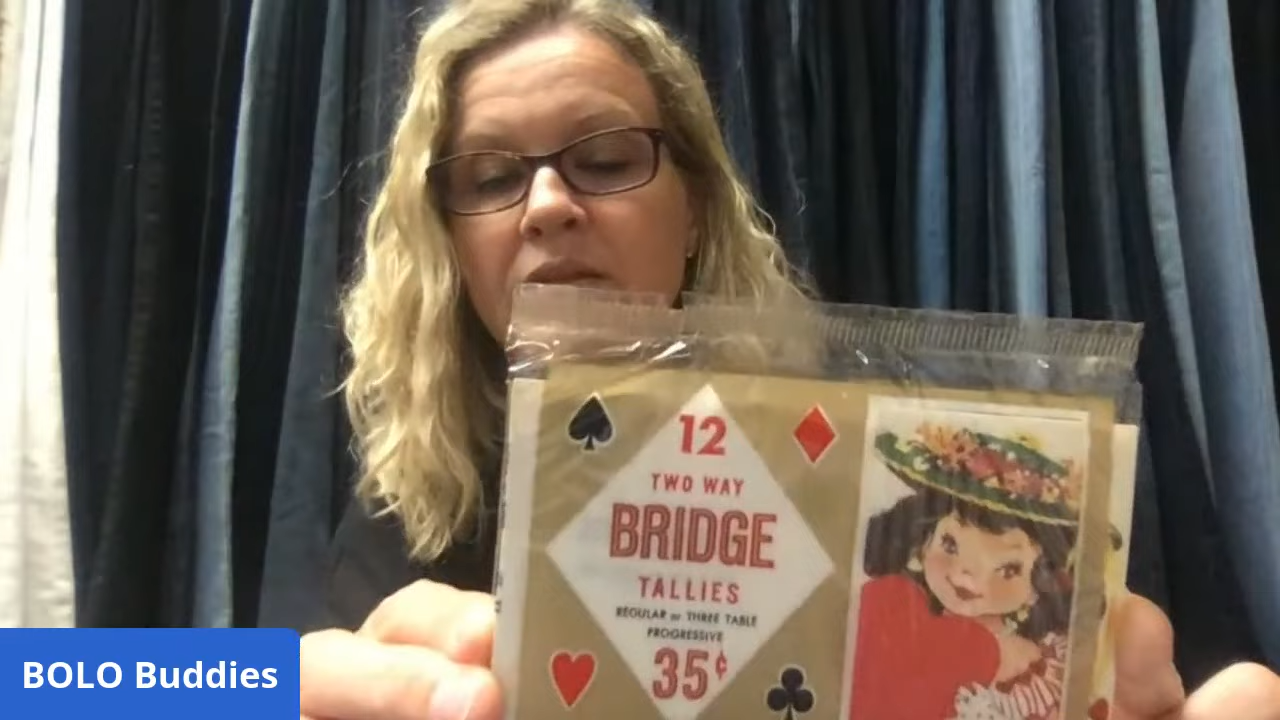 12
TWO WAY
BRIDGE
TALLIES
REGULAR or THREE TABLE
PROGRESSIVE
35¢
BOLO Buddies